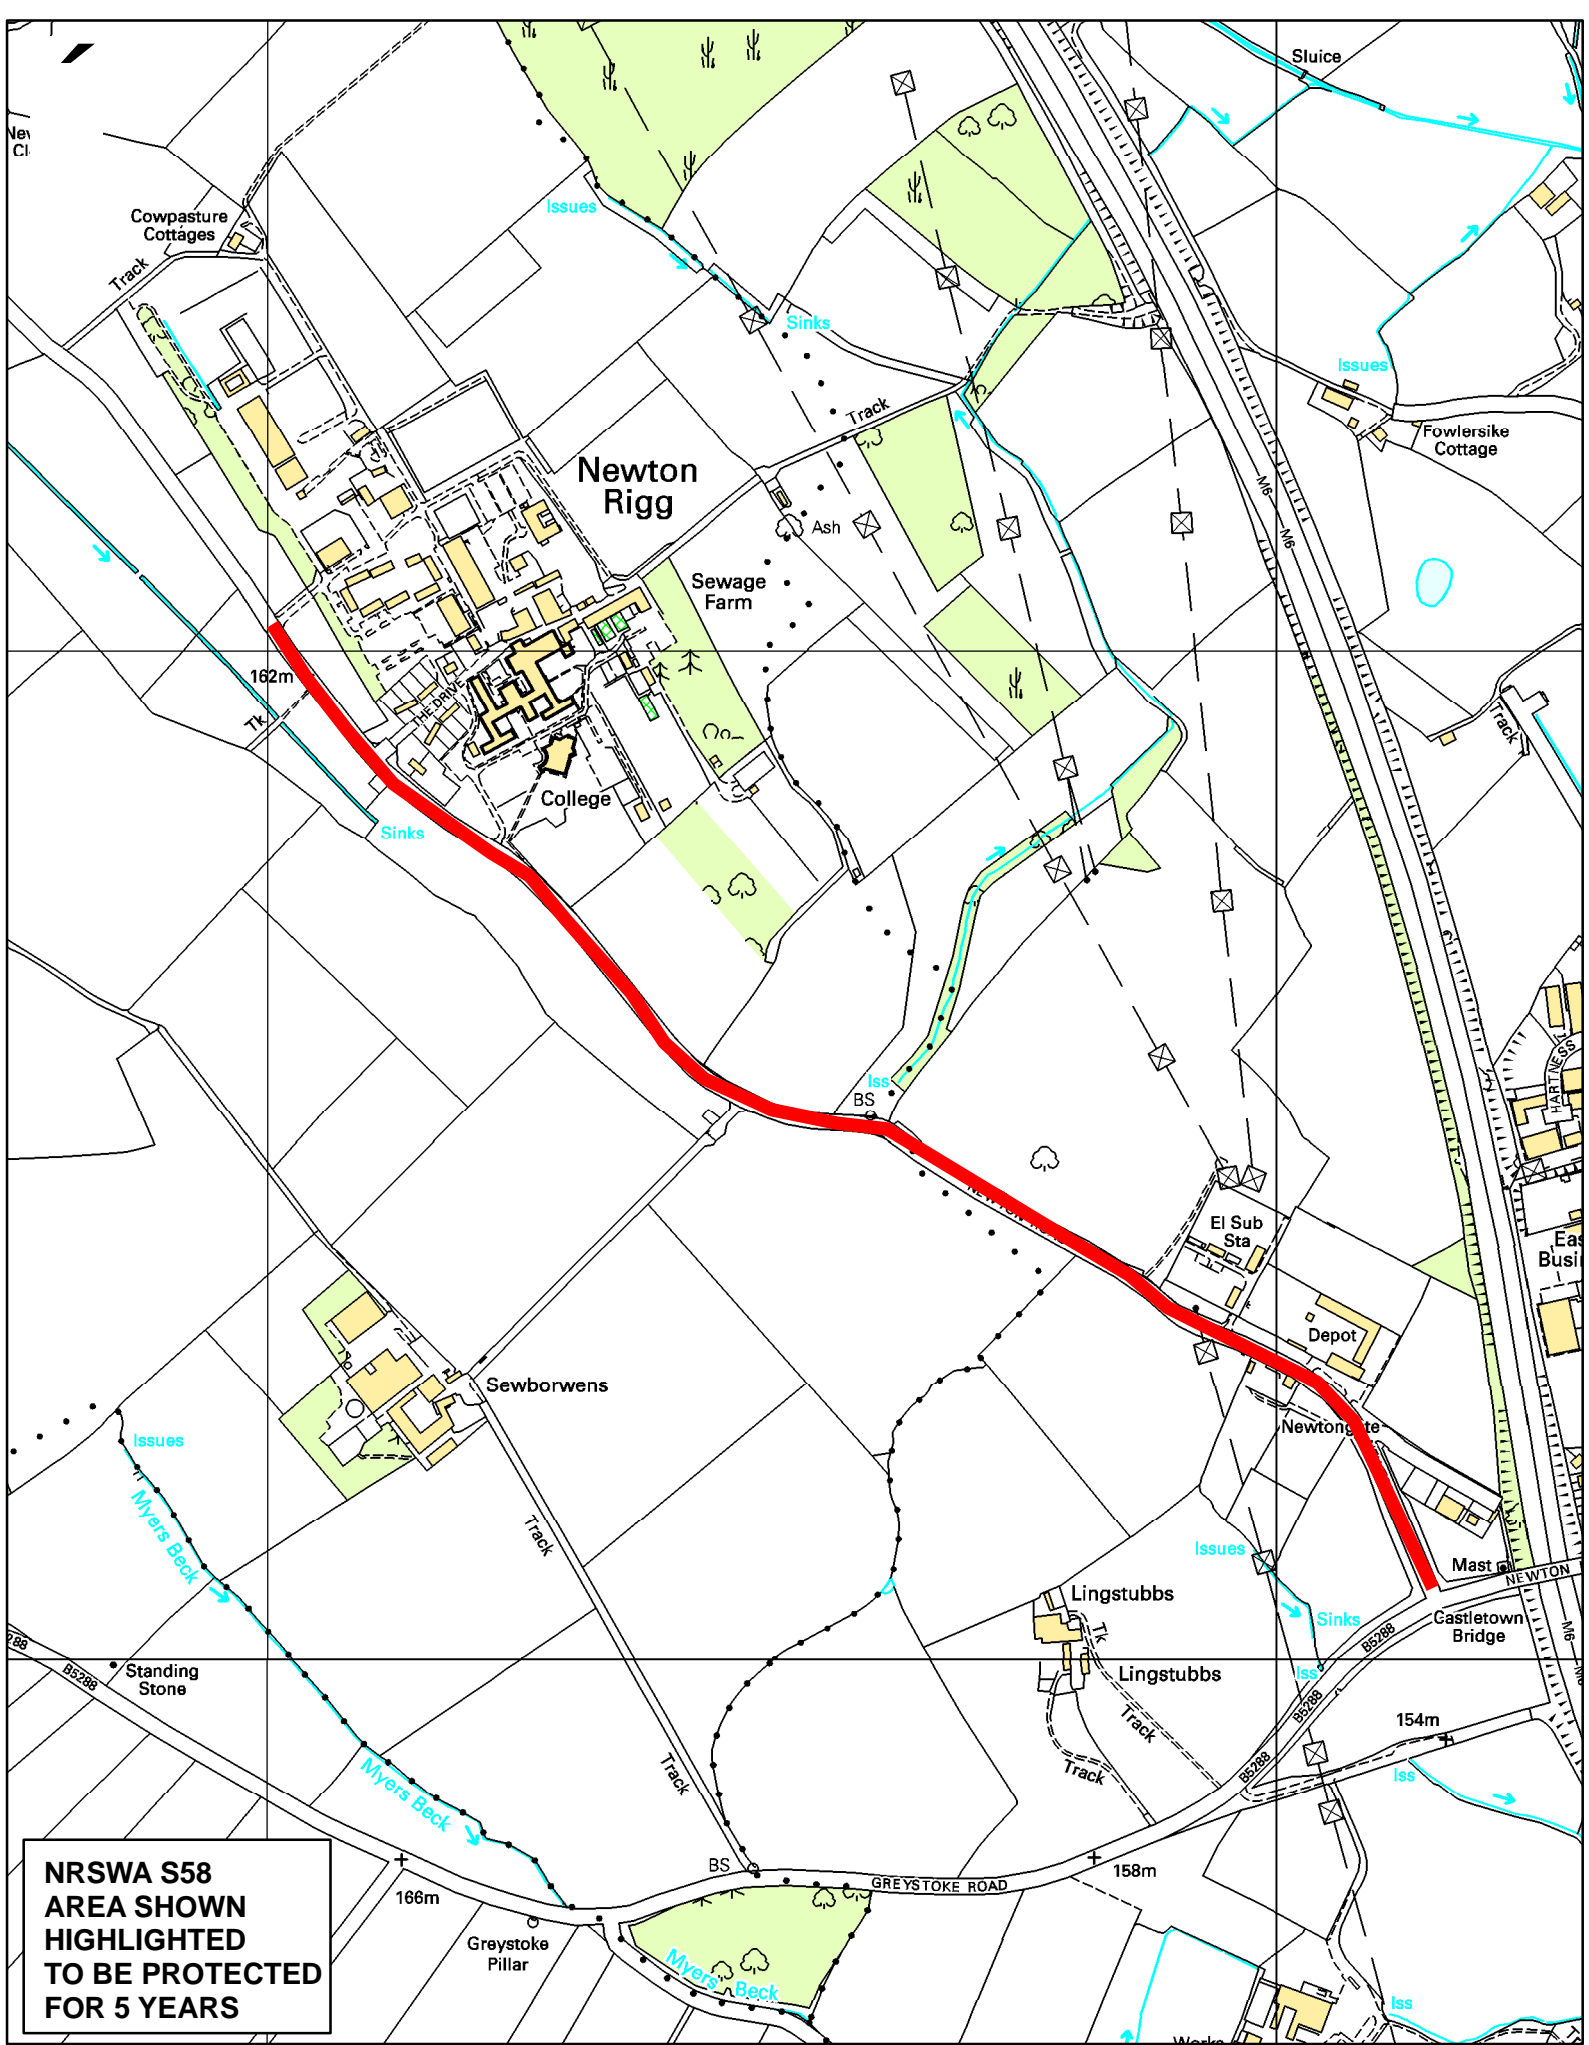 Sluice
Cowpasture
Cottages
Track
Issues
Sinks
Issues
Track
Fowlersike
Cottage
Newton
Rigg
M6
M6
Ash
Sewage
Farm
162m
Tk
THE DRIVE
Track
College
Sinks
Iss
BS
HARTNESS
El Sub
Sta
Depot
Sewborwens
Newtongate
Issues
Myers Beck
Track
Issues
Mast
NEWTON
Lingstubbs
Tk
Sinks
Castletown
Bridge
B5288
M6
Standing
Stone
B5288
Lingstubbs
Iss
B5288
154m
Track
Track
B5288
Iss
Myers Beck
Track
BS
GREYSTOKE ROAD
158m
166m
Greystoke
Pillar
Myers Beck
Iss
NRSWA S58
AREA SHOWN
HIGHLIGHTED
TO BE PROTECTED
FOR 5 YEARS